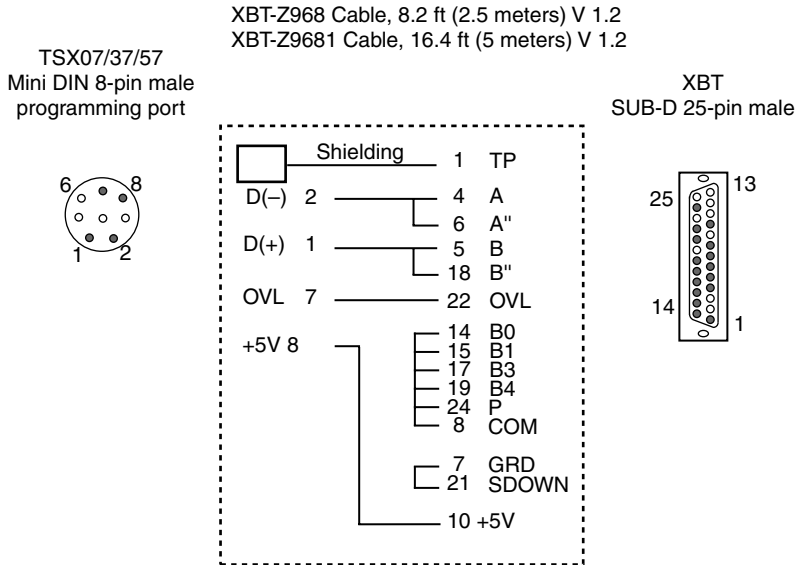 XBT-Z968 Cable, 8.2 ft (2.5 meters) V 1.2
XBT-Z9681 Cable, 16.4 ft (5 meters) V 1.2
TSX07/37/57
Mini DIN 8-pin male
programming port
XBT
SUB-D 25-pin male
6 8
1 2
Shielding 1 TP
D(–) 2 4 A
6 A"
D(+) 1 5 B
18 B"
OVL 7 22 OVL
+5V 8
14 B0
15 B1
17 B3
19 B4
24 P
8 COM
7 GRD
21 SDOWN
10 +5V
25 13
14 1